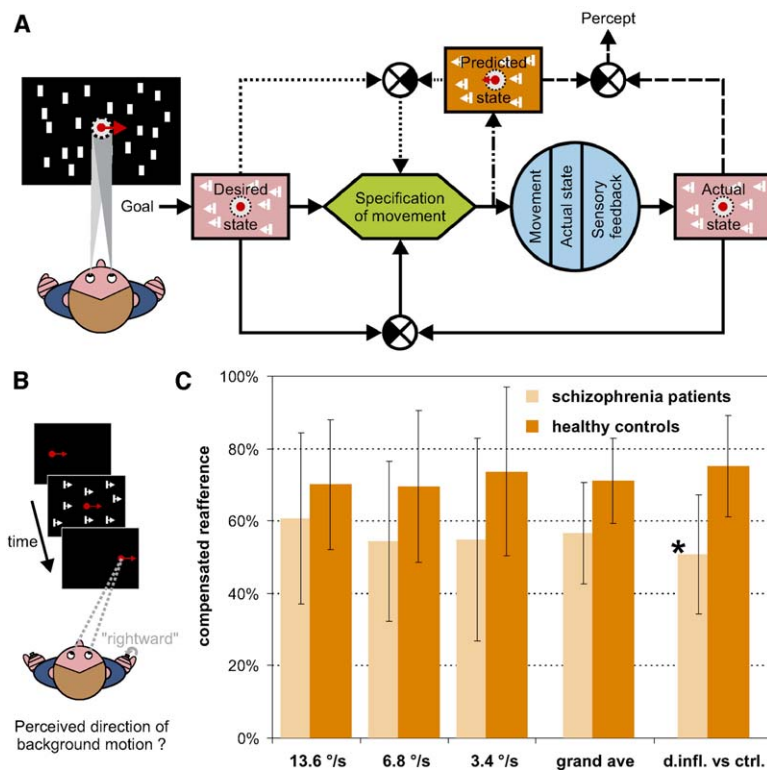 A
Percept
Predicted
state
Goal
Desired
state
Specification
of movement
Movement
Actual state
Sensory
feedback
Actual
state
B
time
"rightward"
Perceived direction of
background motion ?
C
compensated reafference
100%
80%
60%
40%
20%
0%
schizophrenia patients
healthy controls
*
13.6 °/s
6.8 °/s
3.4 °/s
grand ave
d.infl. vs ctrl.